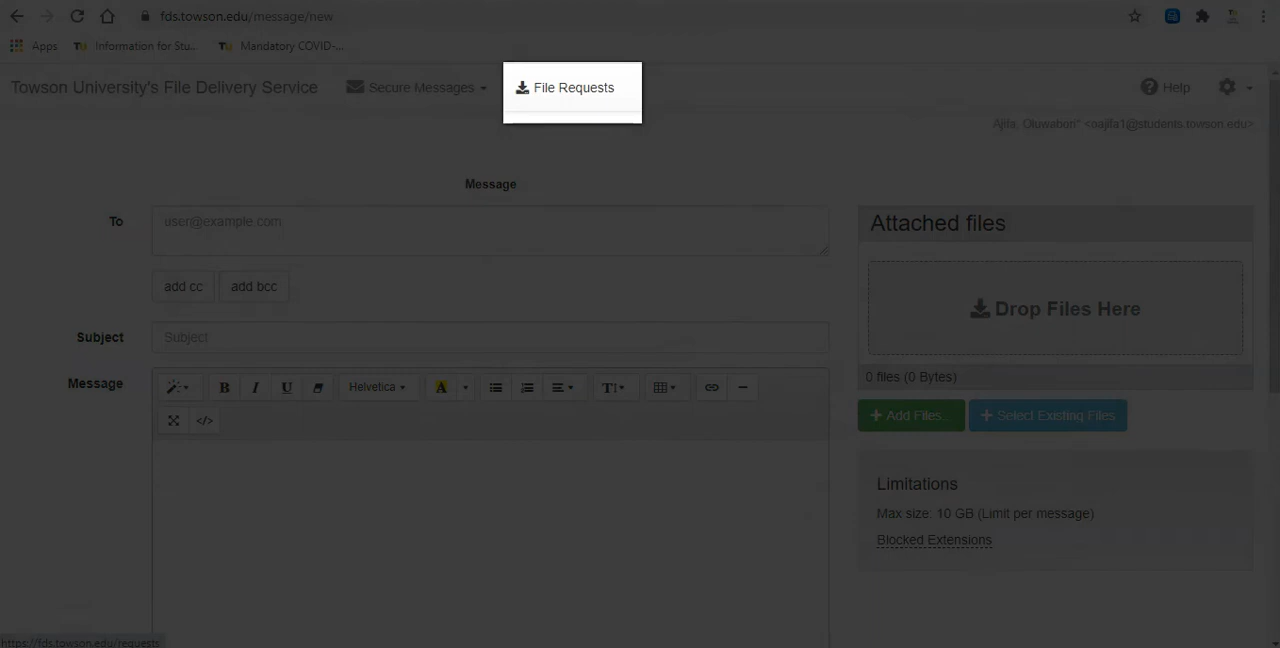 fds.towson.edu/message/new
Apps Information for Stu... Mandatory COVID-...
Towson University's File Delivery Service Secure Messages File Requests Help
Ajifa, Oluwabori" <oajifa1@students.towson.edu>
Message
To user@example.com
add cc add bcc
Subject Subject
Message B I U Helvetica A T
</>
Attached files
Drop Files Here
0 files (0 Bytes)
+ Add Files... + Select Existing Files
Limitations
Max size: 10 GB (Limit per message)
Blocked Extensions
https://fds.towson.edu/requests